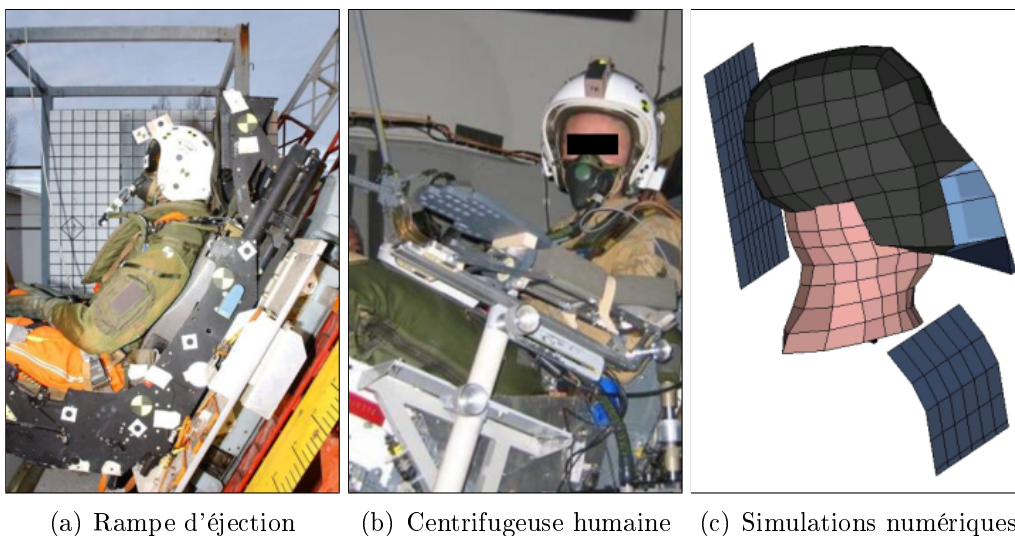 (a) Rampe d'éjection
(b) Centrifugeuse humaine
(c) Simulations numériques